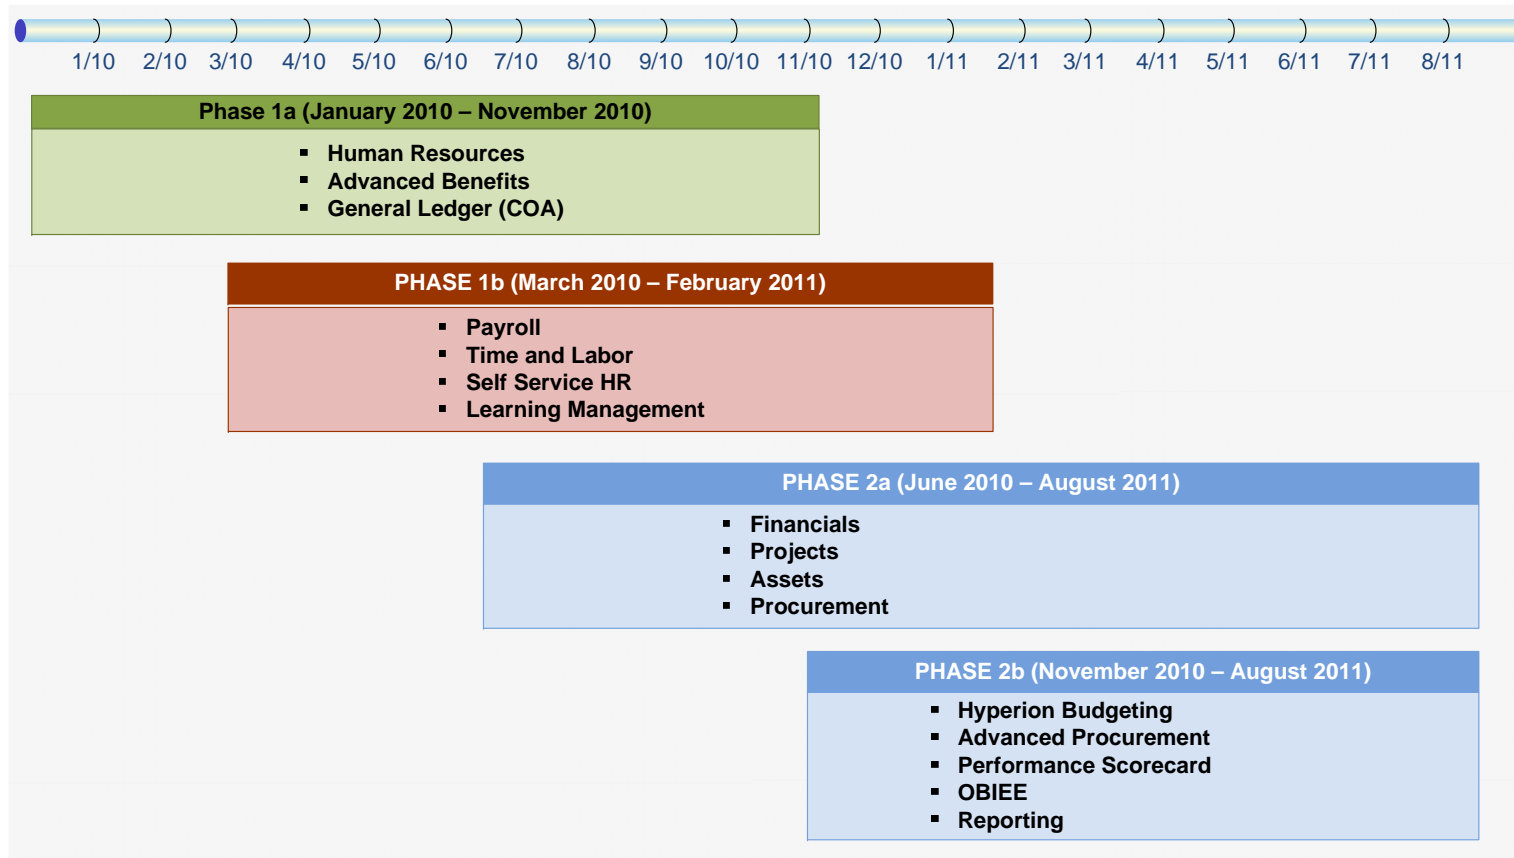 1/10 2/10 3/10 4/10 5/10 6/10 7/10 8/10 9/10 10/10 11/10 12/10 1/11 2/11 3/11 4/11 5/11 6/11 7/11 8/11
Phase 1a (January 2010 – November 2010)
▪ Human Resources
▪ Advanced Benefits
▪ General Ledger (COA)
PHASE 1b (March 2010 – February 2011)
▪ Payroll
▪ Time and Labor
▪ Self Service HR
▪ Learning Management
PHASE 2a (June 2010 – August 2011)
▪ Financials
▪ Projects
▪ Assets
▪ Procurement
PHASE 2b (November 2010 – August 2011)
▪ Hyperion Budgeting
▪ Advanced Procurement
▪ Performance Scorecard
▪ OBIEE
▪ Reporting